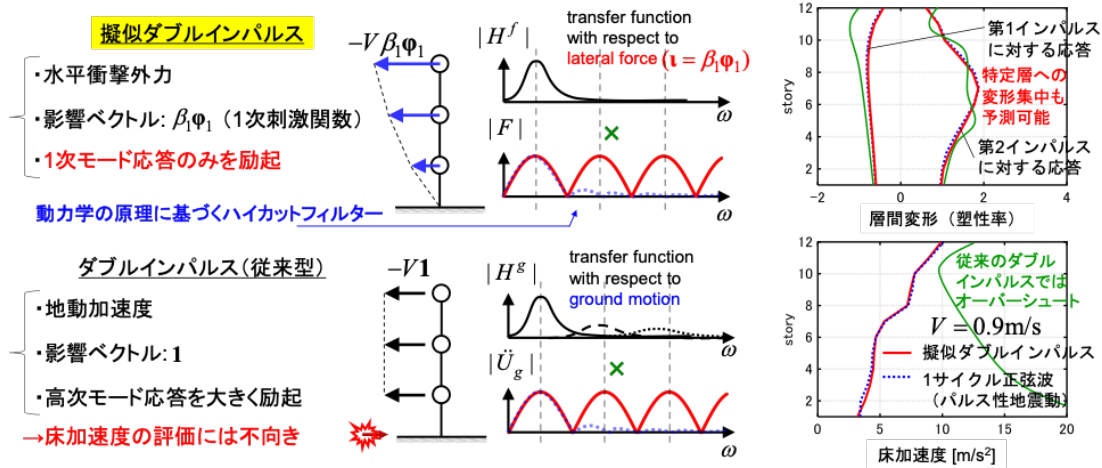 擬似ダブルインパルス
・水平衝撃外力
・影響ベクトル: β₁φ₁ (1次刺激関数)
・1次モード応答のみを励起
動力学の原理に基づくハイカットフィルター
−Vβ₁φ₁
|H^f|
transfer function
with respect to
lateral force (ι = β₁φ₁)
ω
|F|
×
ω
12
10
8
6
4
2
story
−2
0
2
4
層間変形（塑性率）
第1インパルス
に対する応答
特定層への
変形集中も
予測可能
第2インパルス
に対する応答
ダブルインパルス(従来型)
・地動加速度
・影響ベクトル: 1
・高次モード応答を大きく励起
→床加速度の評価には不向き
−V1
|H^g|
transfer function
with respect to
ground motion
ω
|Ü_g|
×
ω
12
10
8
6
4
2
story
0
5
10
15
20
床加速度 [m/s²]
従来のダブル
インパルスでは
オーバーシュート
V = 0.9m/s
擬似ダブルインパルス
1サイクル正弦波
(パルス性地震動)